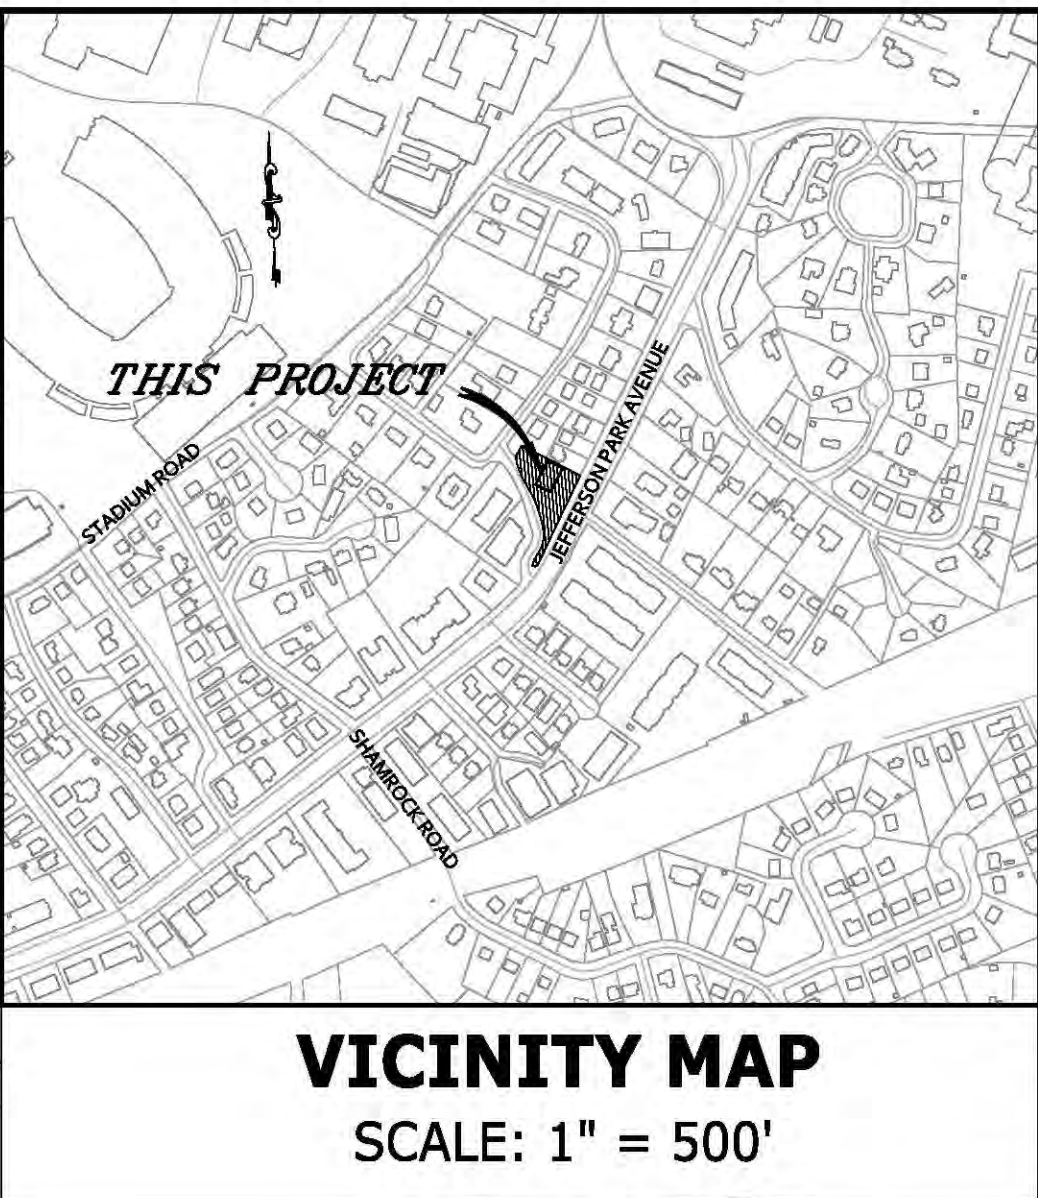 THIS PROJECT
JEFFERSON PARK AVENUE
STADIUM ROAD
SHAMROCK ROAD
VICINITY MAP
SCALE: 1" = 500'